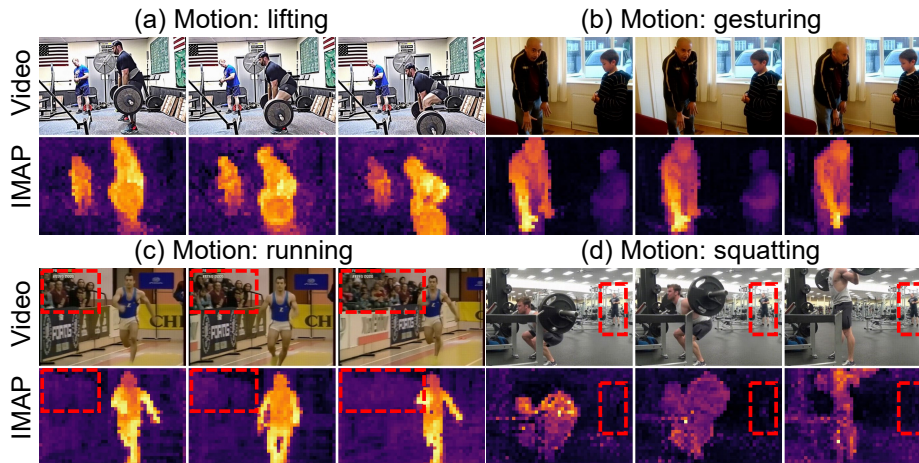 (a) Motion: lifting
(b) Motion: gesturing
Video
IMAP
(c) Motion: running
(d) Motion: squatting
Video
IMAP
CHI